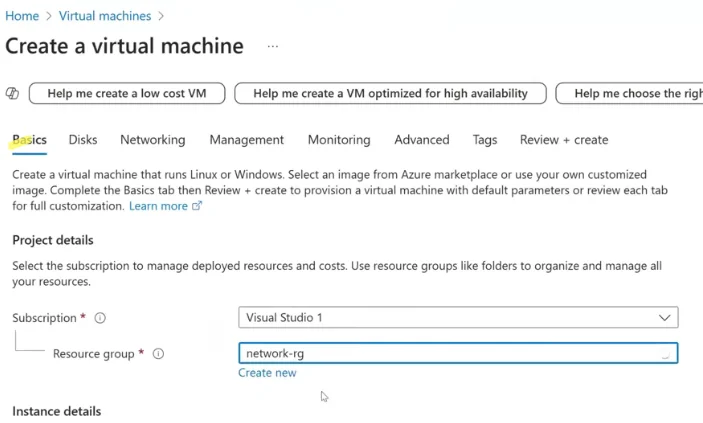 Home > Virtual machines >
Create a virtual machine ...
Help me create a low cost VM Help me create a VM optimized for high availability Help me choose the righ
Basics Disks Networking Management Monitoring Advanced Tags Review + create
Create a virtual machine that runs Linux or Windows. Select an image from Azure marketplace or use your own customized
image. Complete the Basics tab then Review + create to provision a virtual machine with default parameters or review each tab
for full customization. Learn more
Project details
Select the subscription to manage deployed resources and costs. Use resource groups like folders to organize and manage all
your resources.
Subscription * Visual Studio 1
Resource group * network-rg
Create new
Instance details